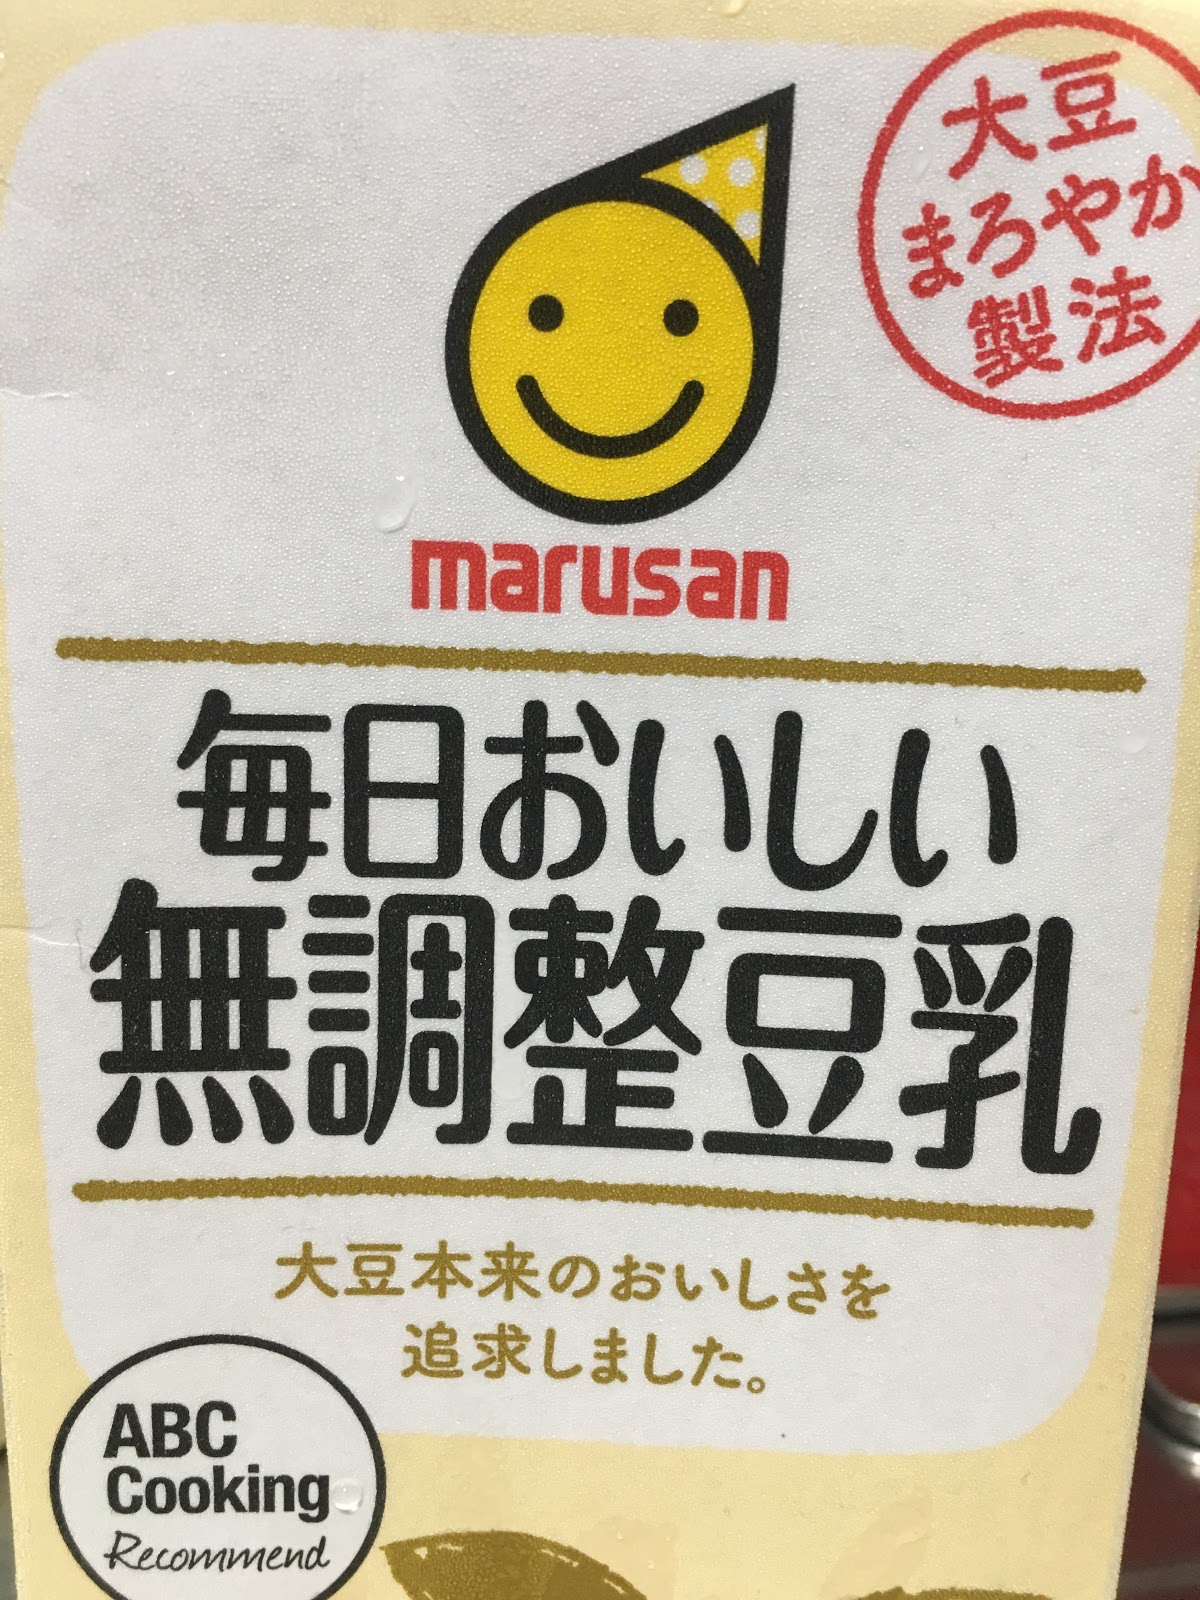 大豆
まろやか
製法
marusan
毎日おいしい
無調整豆乳
大豆本来のおいしさを
追求しました。
ABC
Cooking
Recommend